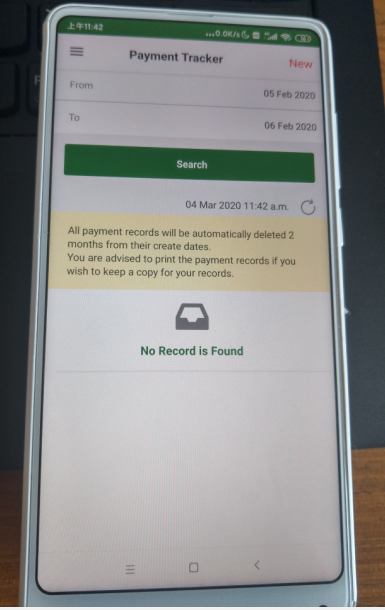 上午11:42
...0.0K/s
Payment Tracker
New
From
05 Feb 2020
To
06 Feb 2020
Search
04 Mar 2020 11:42 a.m.
All payment records will be automatically deleted 2
months from their create dates.
You are advised to print the payment records if you
wish to keep a copy for your records.
No Record is Found